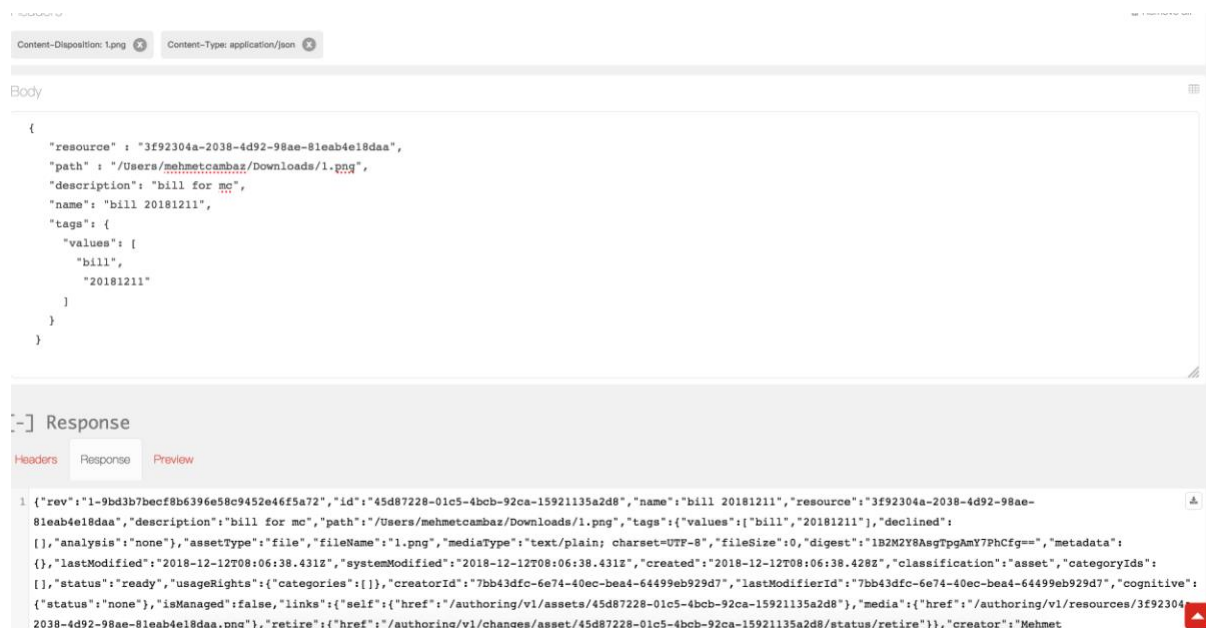 Content-Disposition: 1.png
Content-Type: application/json
Body
{
"resource" : "3f92304a-2038-4d92-98ae-81eab4e18daa",
"path" : "/Users/mehmetcambaz/Downloads/1.png",
"description": "bill for mc",
"name": "bill 20181211",
"tags": {
"values": [
"bill",
"20181211"
]
}
}
[-] Response
Headers Response Preview
1 {"rev":"1-9bd3b7becf8b6396e58c9452e46f5a72","id":"45d87228-01c5-4bcb-92ca-15921135a2d8","name":"bill 20181211","resource":"3f92304a-2038-4d92-98ae-
81eab4e18daa","description":"bill for mc","path":"/Users/mehmetcambaz/Downloads/1.png","tags":{"values":["bill","20181211"],"declined":
[],"analysis":"none"},"assetType":"file","fileName":"1.png","mediaType":"text/plain; charset=UTF-8","fileSize":0,"digest":"1B2M2Y8AsgTpgAmY7PhCfg==","metadata":
{},"lastModified":"2018-12-12T08:06:38.431Z","systemModified":"2018-12-12T08:06:38.431Z","created":"2018-12-12T08:06:38.428Z","classification":"asset","categoryIds":
[],"status":"ready","usageRights":{"categories":[]},"creatorId":"7bb43dfc-6e74-40ec-bea4-64499eb929d7","lastModifierId":"7bb43dfc-6e74-40ec-bea4-64499eb929d7","cognitive":
{"status":"none"},"isManaged":false,"links":{"self":{"href":"/authoring/v1/assets/45d87228-01c5-4bcb-92ca-15921135a2d8"},"media":{"href":"/authoring/v1/resources/3f92304a-
2038-4d92-98ae-81eab4e18daa.png"},"retire":{"href":"/authoring/v1/changes/asset/45d87228-01c5-4bcb-92ca-15921135a2d8/status/retire"}},"creator":"Mehmet